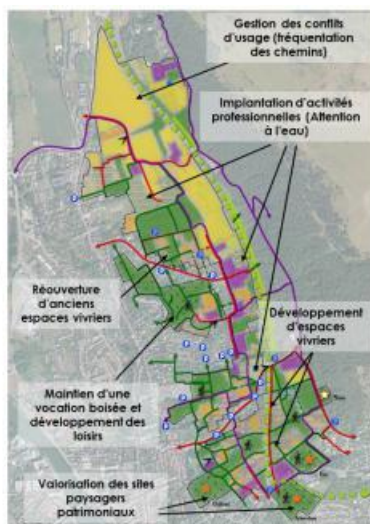 Gestion des conflits
d'usage (fréquentation
des chemins)
Implantation d'activités
professionnelles (Attention
à l'eau)
Réouverture
d'anciens
espaces vivriers
Développement
d'espaces
vivriers
Maintien d'une
vocation boisée et
développement des
loisirs
Valorisation des sites
paysagers
patrimoniaux